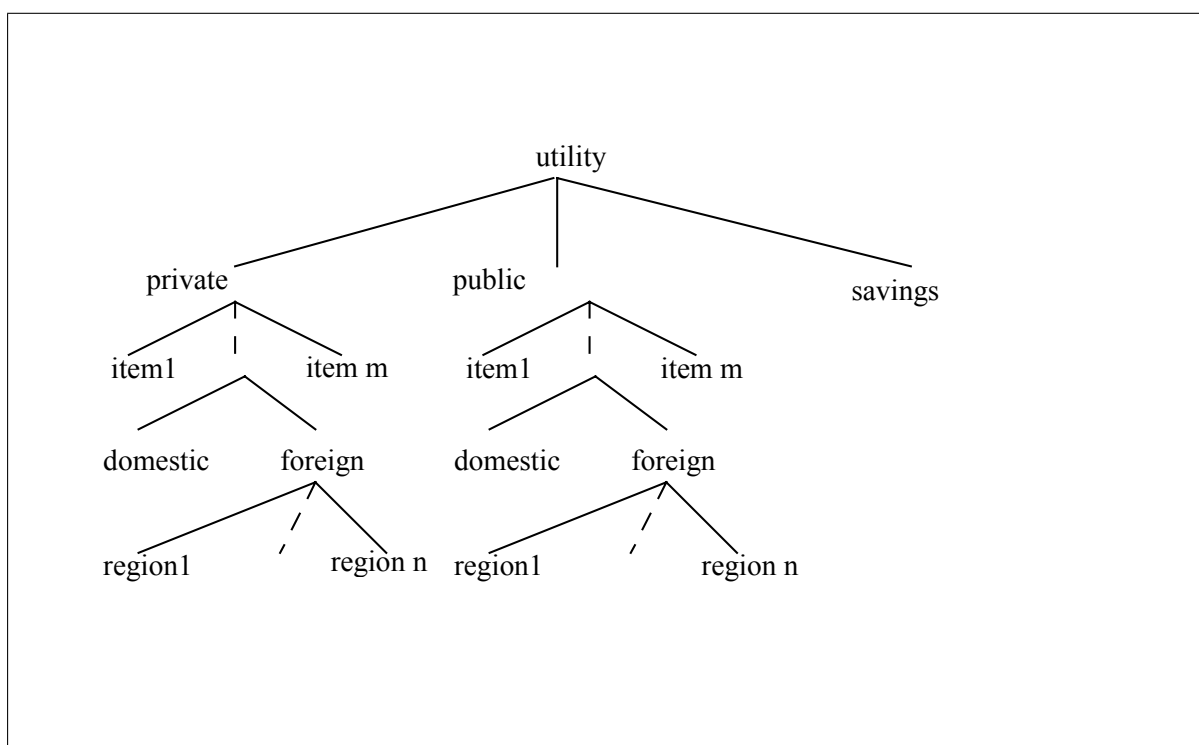 utility
private public savings
item1 item m item1 item m
domestic foreign domestic foreign
region1 region n region1 region n